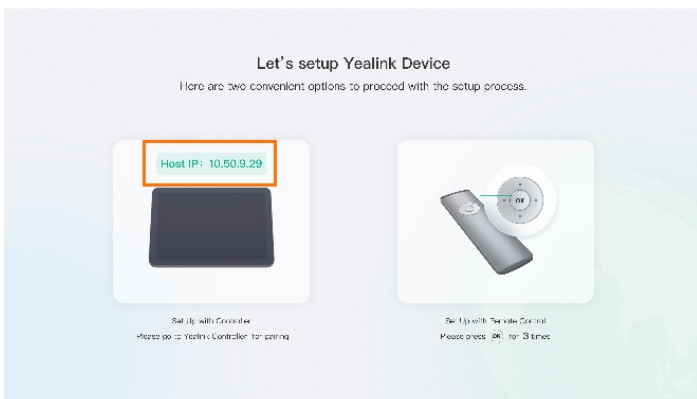 Let's setup Yealink Device
Here are two convenient options to proceed with the setup process.
Host IP: 10.50.9.29
OK
Set Up with Controller
Please go to Yealink Controller for pairing
Set Up with Remote Control
Please press OK for 3 times